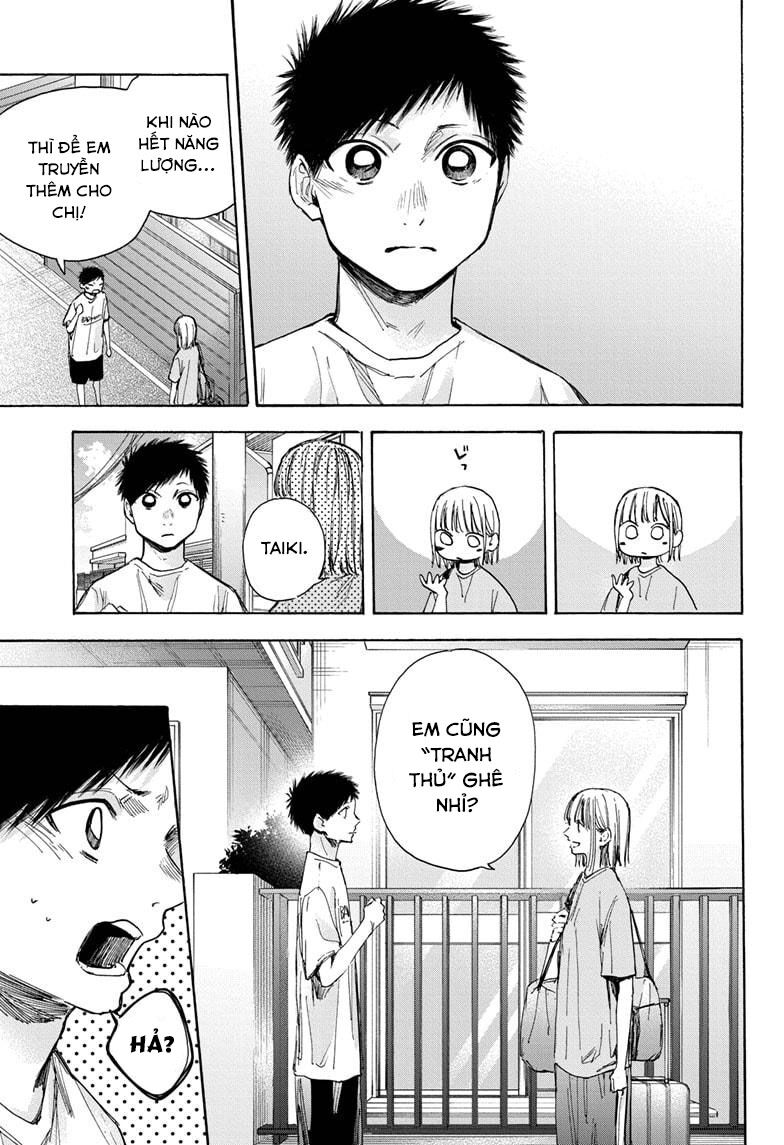 KHI NÀO
HẾT NĂNG
LƯỢNG...
THÌ ĐỂ EM
TRUYỀN
THÊM CHO
CHỊ!
TAIKI.
EM CŨNG
"TRANH
THỦ" GHÊ
NHỈ?
HẢ?